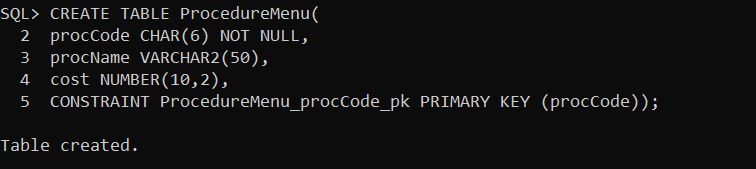 SQL> CREATE TABLE ProcedureMenu(
  2  procCode CHAR(6) NOT NULL,
  3  procName VARCHAR2(50),
  4  cost NUMBER(10,2),
  5  CONSTRAINT ProcedureMenu_procCode_pk PRIMARY KEY (procCode));
Table created.